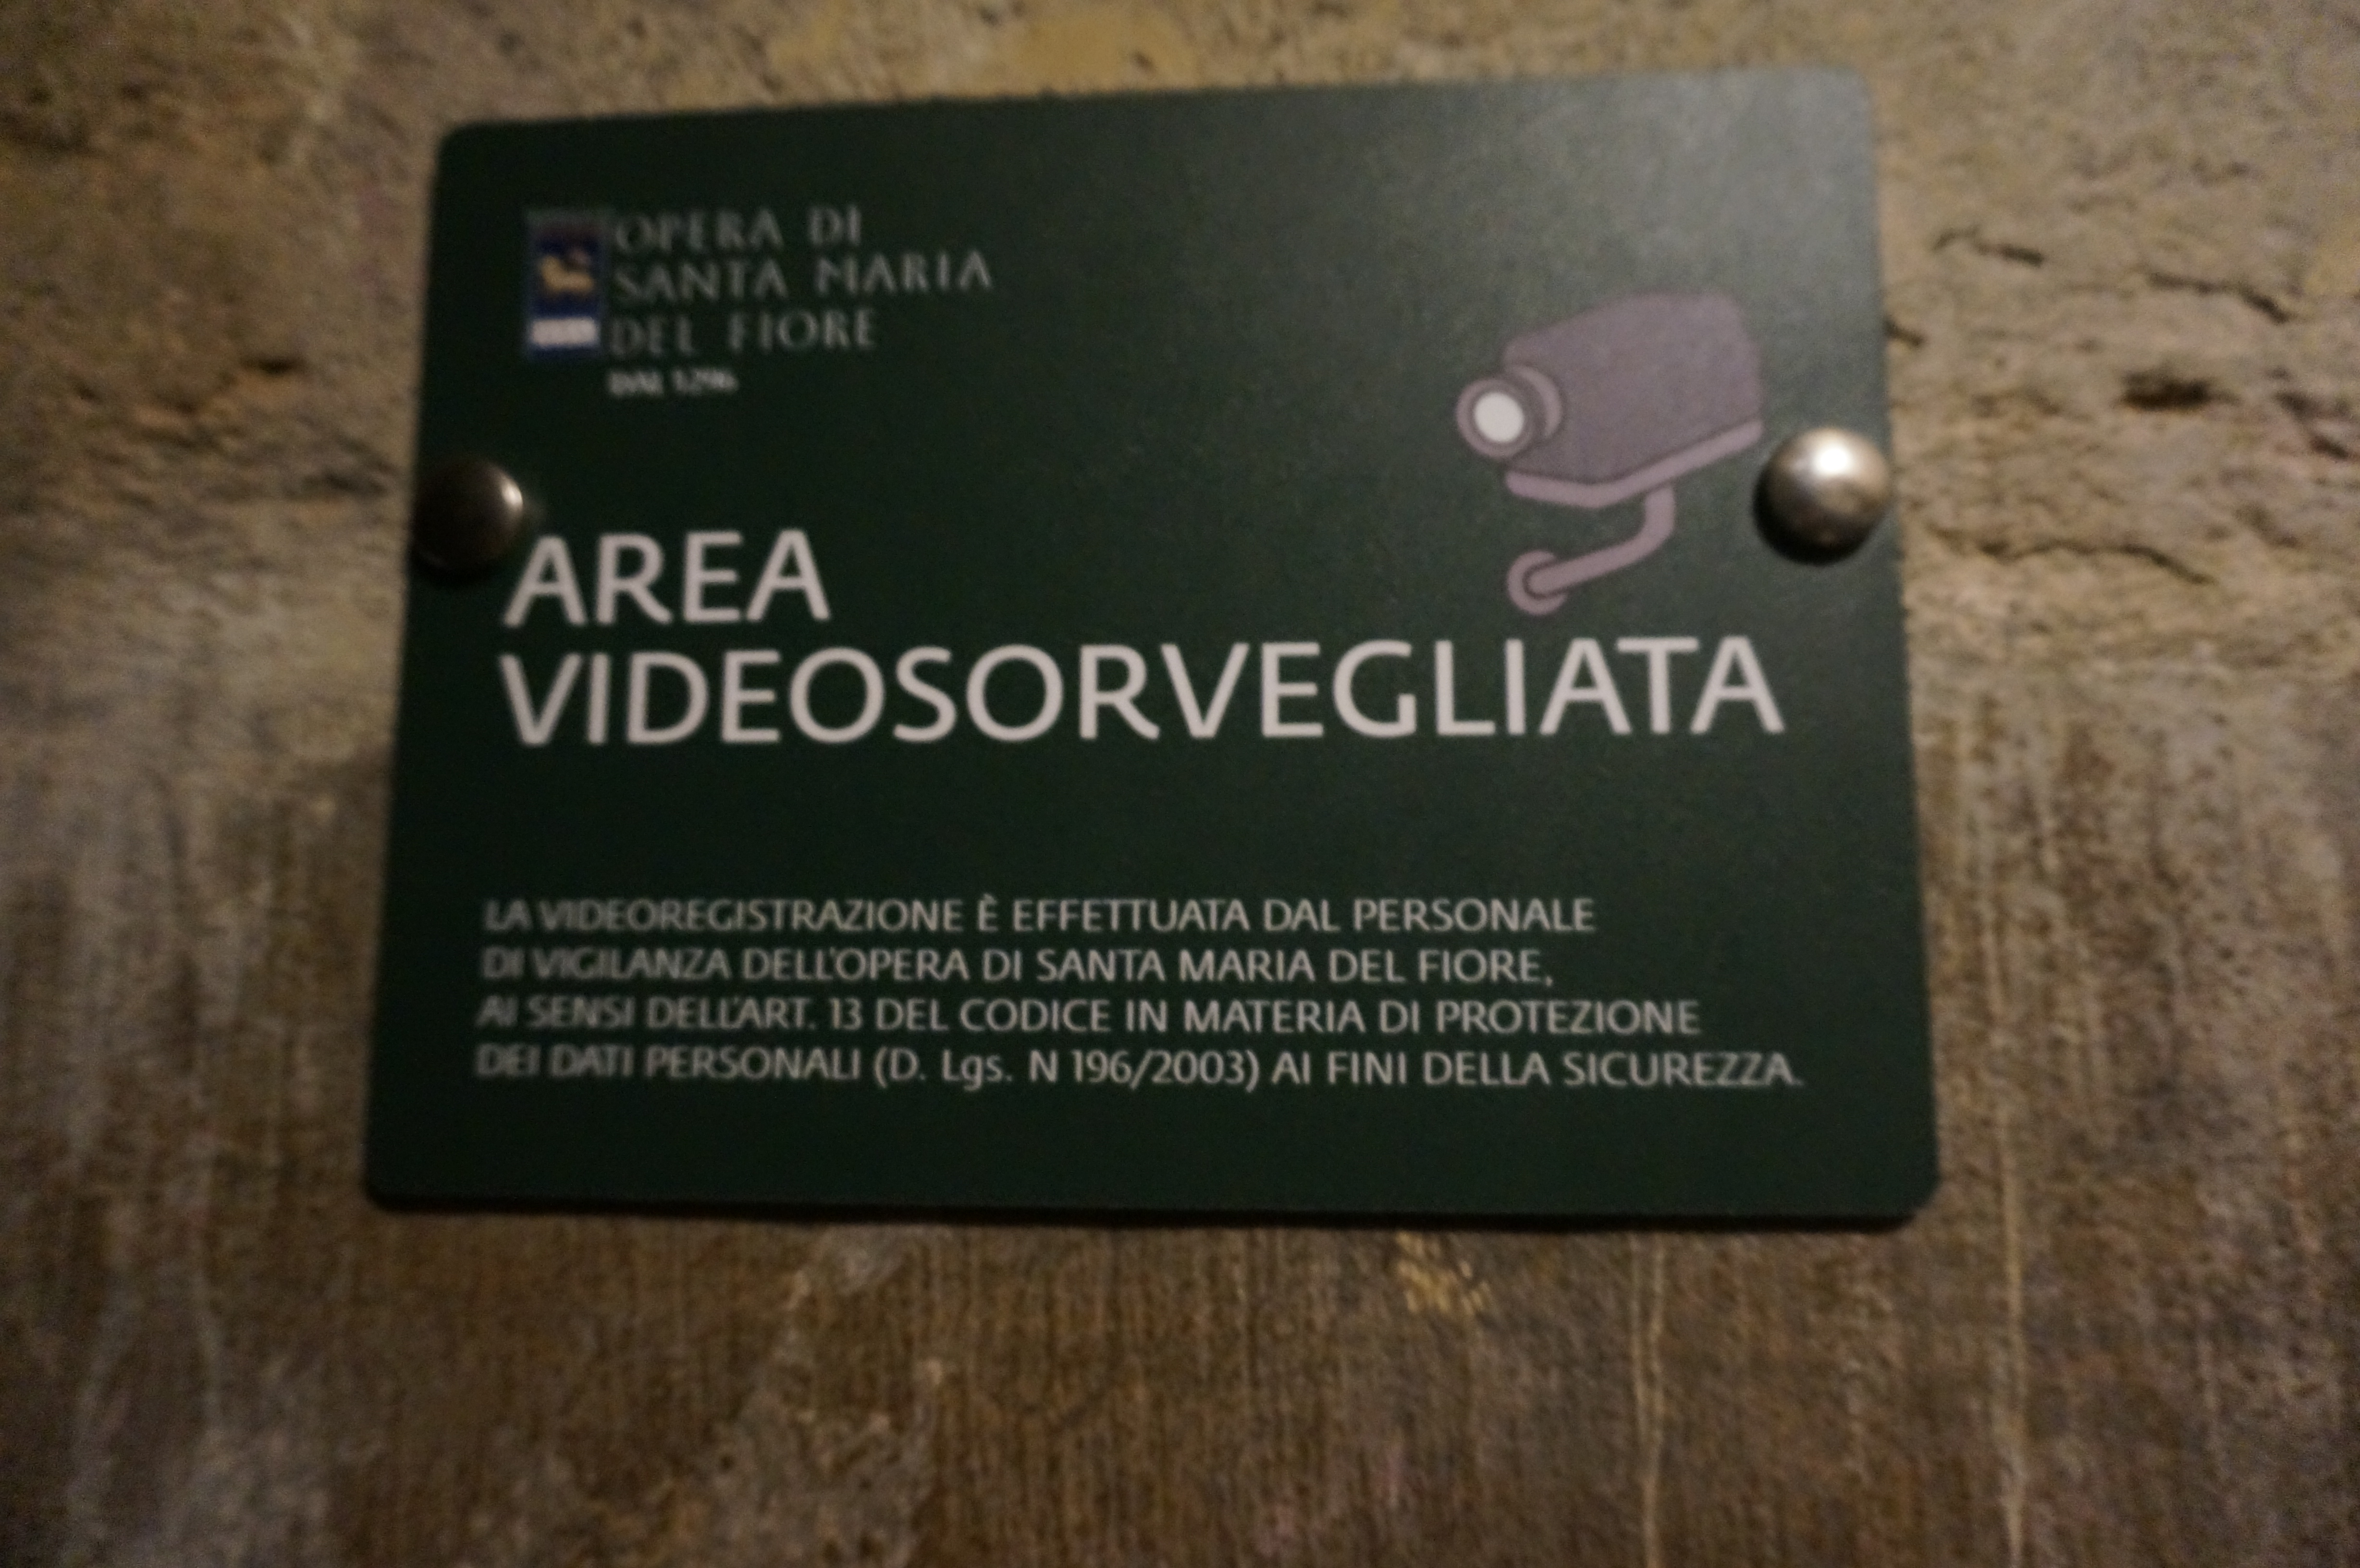 OPERA DI
SANTA MARIA
DEL FIORE
DAL 1296
AREA
VIDEOSORVEGLIATA
LA VIDEOREGISTRAZIONE È EFFETTUATA DAL PERSONALE
DI VIGILANZA DELL'OPERA DI SANTA MARIA DEL FIORE,
AI SENSI DELL'ART. 13 DEL CODICE IN MATERIA DI PROTEZIONE
DEI DATI PERSONALI (D. Lgs. N 196/2003) AI FINI DELLA SICUREZZA.